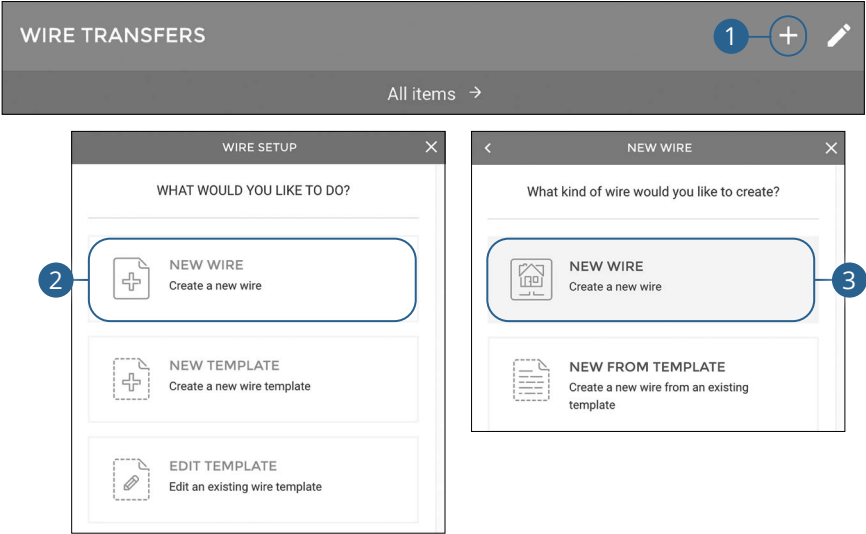 WIRE TRANSFERS
1
All items
WIRE SETUP
WHAT WOULD YOU LIKE TO DO?
2
NEW WIRE
Create a new wire
NEW TEMPLATE
Create a new wire template
EDIT TEMPLATE
Edit an existing wire template
NEW WIRE
What kind of wire would you like to create?
NEW WIRE
Create a new wire
3
NEW FROM TEMPLATE
Create a new wire from an existing
template